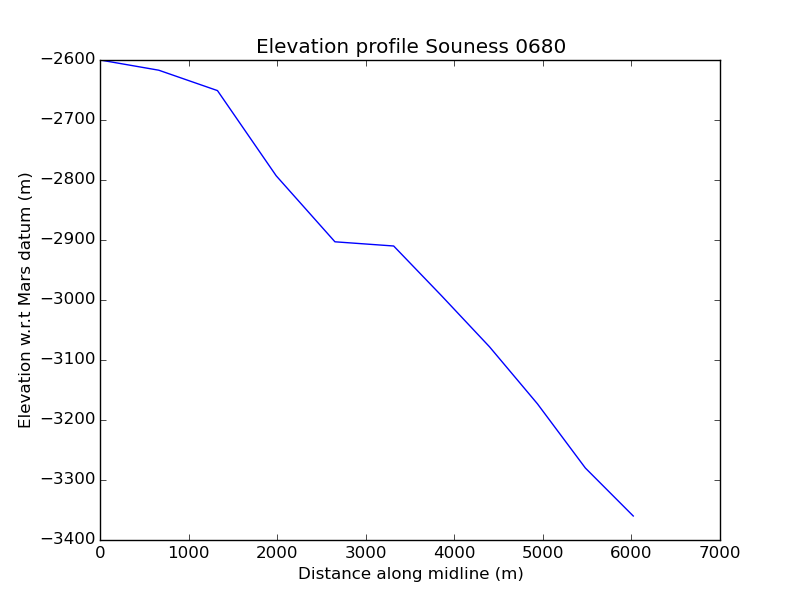 Elevation profile Souness 0680
Elevation w.r.t Mars datum (m)
−2600
−2700
−2800
−2900
−3000
−3100
−3200
−3300
−3400
0 1000 2000 3000 4000 5000 6000 7000
Distance along midline (m)